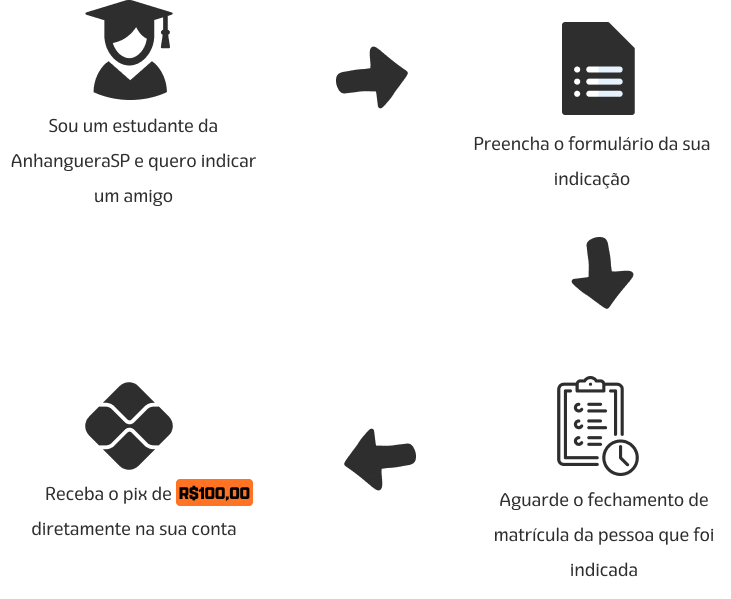 Sou um estudante da
AnhangueraSP e quero indicar
um amigo
Preencha o formulário da sua
indicação
Aguarde o fechamento de
matrícula da pessoa que foi
indicada
Receba o pix de R$100,00
diretamente na sua conta